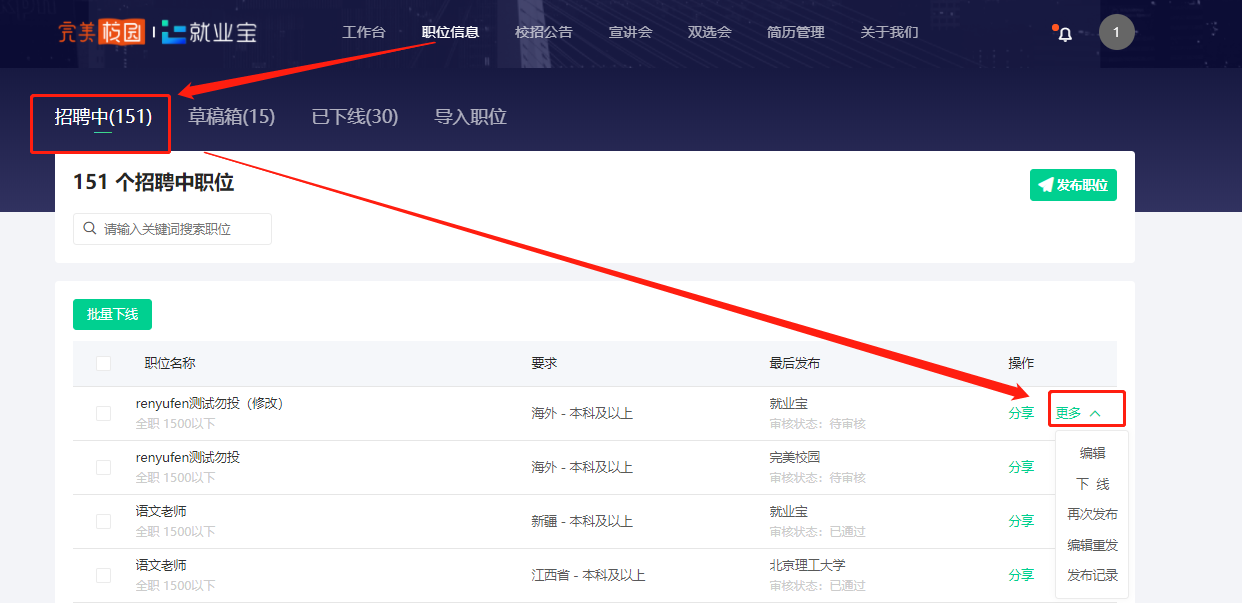 完美校园 就业宝 工作台 职位信息 校招公告 宣讲会 双选会 简历管理 关于我们 1
招聘中(151) 草稿箱(15) 已下线(30) 导入职位
151 个招聘中职位 发布职位
请输入关键词搜索职位
批量下线
职位名称 要求 最后发布 操作
renyufen测试勿投（修改） 就业宝
海外 - 本科及以上 分享 更多
全职 1500以下 审核状态：待审核
renyufen测试勿投 完美校园 编辑
海外 - 本科及以上 分享
全职 1500以下 审核状态：待审核 下 线
语文老师 就业宝 再次发布
新疆 - 本科及以上 分享
全职 1500以下 审核状态：已通过
编辑重发
语文老师 北京理工大学
江西省 - 本科及以上 分享 发布记录
全职 1500以下 审核状态：已通过